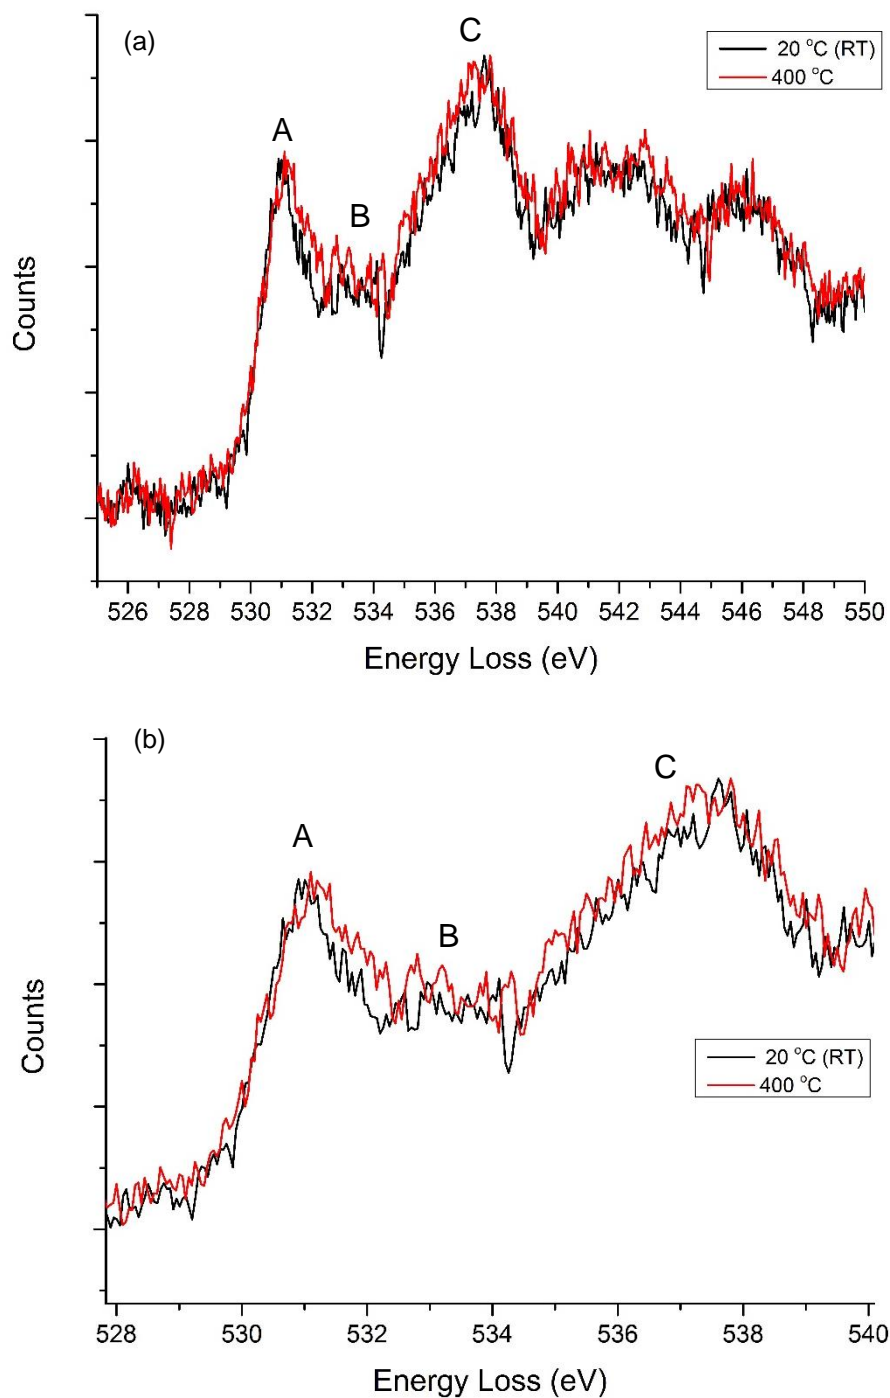 (a)
C
20 °C (RT)
400 °C
A
B
Counts
526 528 530 532 534 536 538 540 542 544 546 548 550
Energy Loss (eV)
(b)
C
A
B
Counts
20 °C (RT)
400 °C
528 530 532 534 536 538 540
Energy Loss (eV)